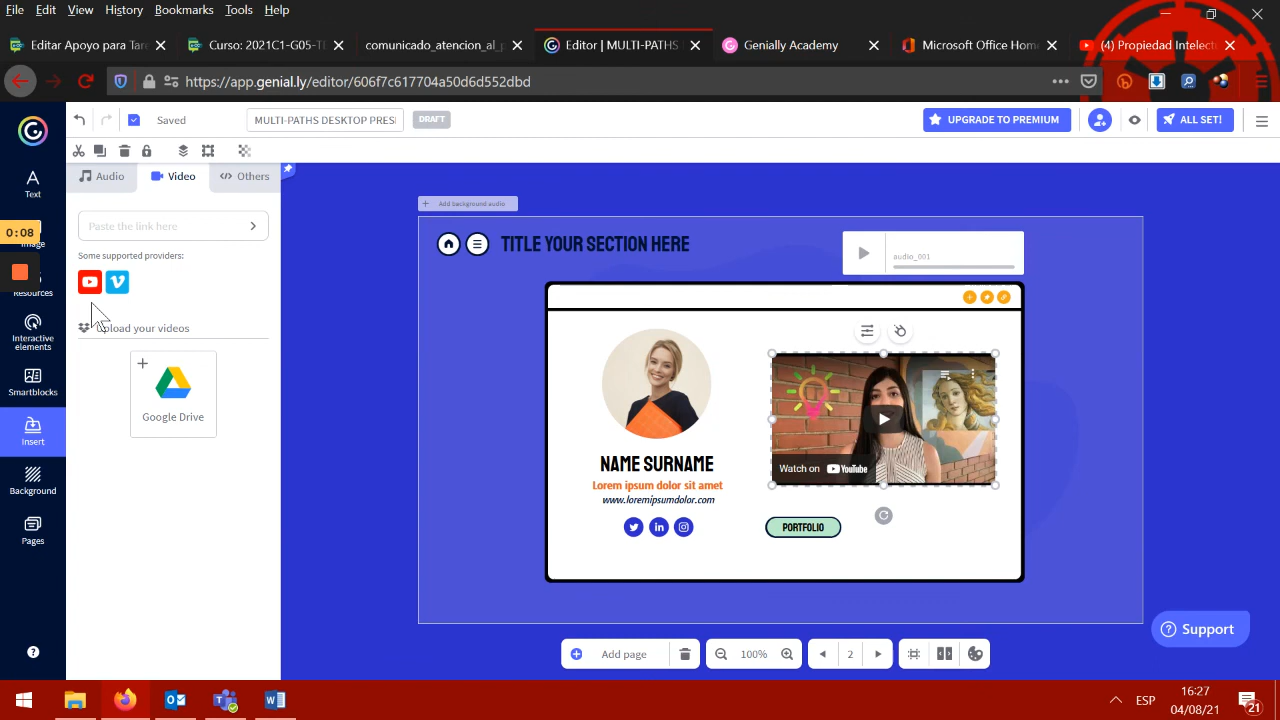 File Edit View History Bookmarks Tools Help
Editar Apoyo para Tar
Curso: 2021C1-G05-TI
comunicado_atencion_al_p
Editor | MULTI-PATHS
Genially Academy
Microsoft Office Hom
(4) Propiedad Intelect
https://app.genial.ly/editor/606f7c617704a50d6d552dbd
Saved
MULTI-PATHS DESKTOP PRES
DRAFT
UPGRADE TO PREMIUM
ALL SET!
Text
Image
Resources
Interactive
elements
Smartblocks
Insert
Background
Pages
0:08
Audio
Video
Others
Paste the link here
Some supported providers:
Upload your videos
Google Drive
Add background audio
TITLE YOUR SECTION HERE
audio_001
NAME SURNAME
Lorem ipsum dolor sit amet
www.loremipsumdolor.com
Watch on YouTube
PORTFOLIO
Add page
100%
2
Support
ESP
16:27
04/08/21
21